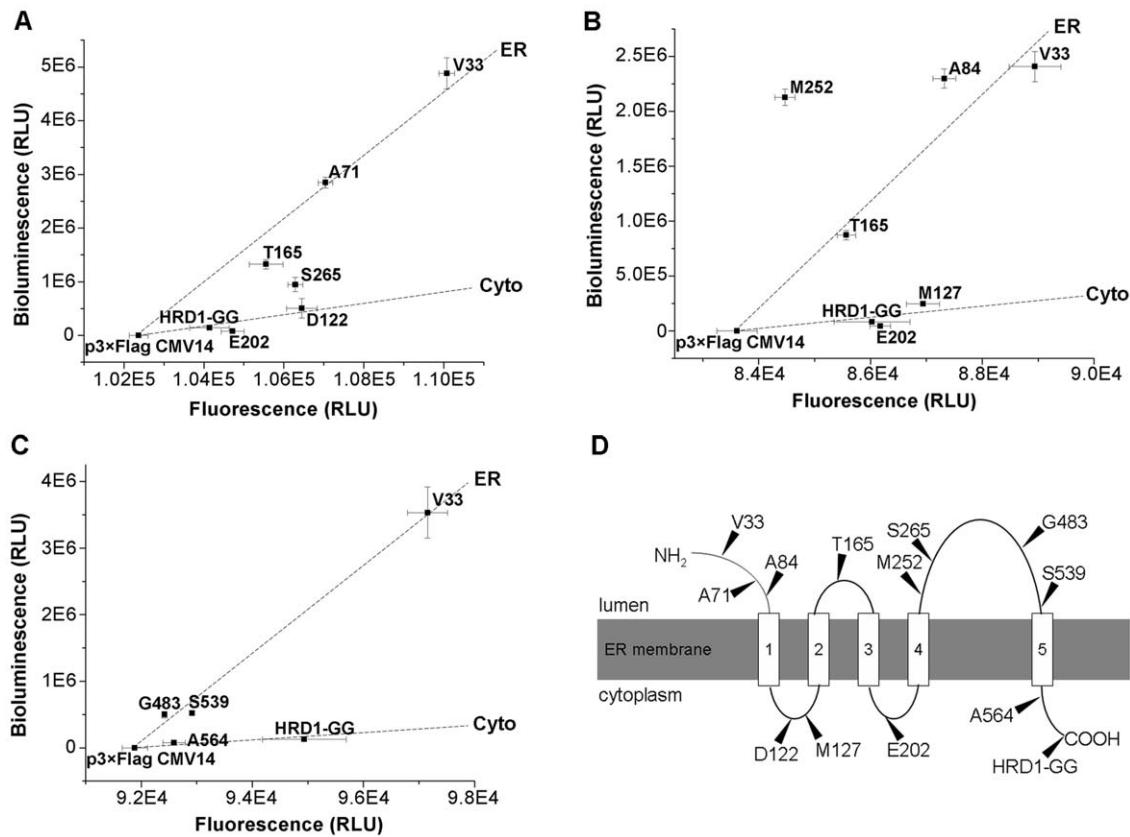 A
Bioluminescence (RLU)
5E6
4E6
3E6
2E6
1E6
0
ER
V33
A71
T165
S265
Cyto
HRD1-GG
D122
p3×Flag CMV14
E202
1.02E5 1.04E5 1.06E5 1.08E5 1.10E5
Fluorescence (RLU)
B
Bioluminescence (RLU)
2.5E6
2.0E6
1.5E6
1.0E6
5.0E5
0
ER
V33
A84
M252
T165
M127
Cyto
HRD1-GG
p3×Flag CMV14
E202
8.4E4 8.6E4 8.8E4 9.0E4
Fluorescence (RLU)
C
Bioluminescence (RLU)
4E6
3E6
2E6
1E6
0
ER
V33
G483 S539
HRD1-GG
Cyto
A564
p3×Flag CMV14
9.2E4 9.4E4 9.6E4 9.8E4
Fluorescence (RLU)
D
V33
S265
G483
T165
NH2
A84
M252
A71
S539
lumen
ER membrane
1 2 3 4 5
cytoplasm
A564
D122
M127
E202
COOH
HRD1-GG